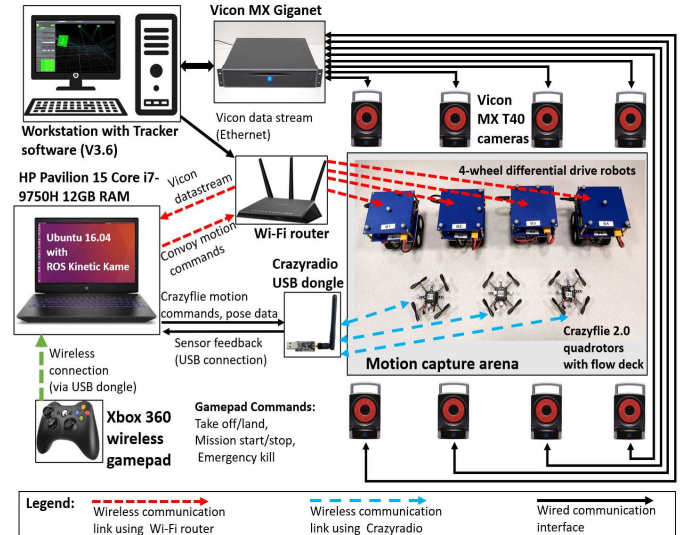 Vicon MX Giganet
Workstation with Tracker
software (V3.6)
Vicon data stream
(Ethernet)
Vicon
MX T40
cameras
HP Pavilion 15 Core i7-
9750H 12GB RAM
Vicon
datastream
Wi-Fi router
Convoy motion
commands
Ubuntu 16.04
with
ROS Kinetic Kame
4-wheel differential drive robots
Crazyradio
USB dongle
Crazyflie motion
commands, pose data
Sensor feedback
(USB connection)
Crazyflie 2.0
quadrotors
with flow deck
Motion capture arena
Wireless
connection
(via USB dongle)
Xbox 360
wireless
gamepad
Gamepad Commands:
Take off/land,
Mission start/stop,
Emergency kill
Legend:
Wireless communication
link using Wi-Fi router
Wireless communication
link using Crazyradio
Wired communication
interface